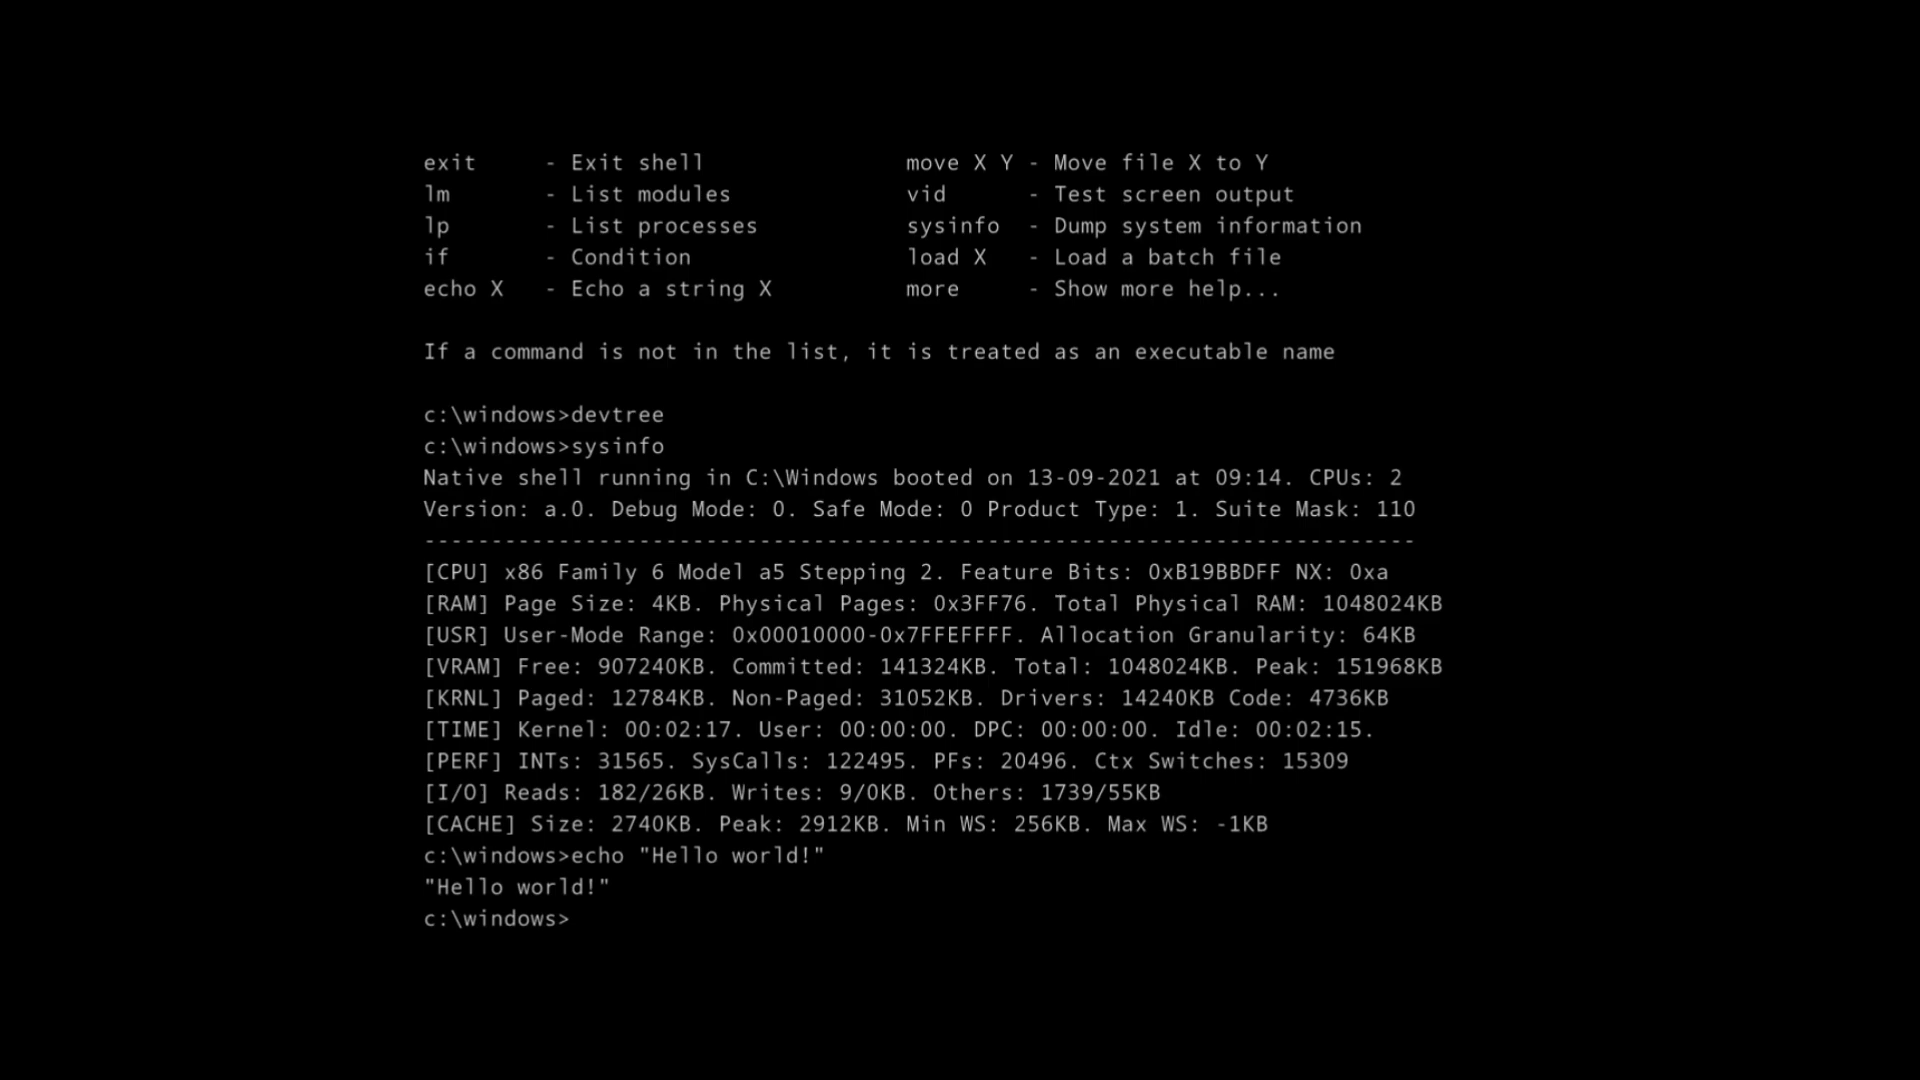 exit     - Exit shell               move X Y - Move file X to Y
lm       - List modules             vid      - Test screen output
lp       - List processes           sysinfo  - Dump system information
if       - Condition                load X   - Load a batch file
echo X   - Echo a string X          more     - Show more help...
If a command is not in the list, it is treated as an executable name
c:\windows>devtree
c:\windows>sysinfo
Native shell running in C:\Windows booted on 13-09-2021 at 09:14. CPUs: 2
Version: a.0. Debug Mode: 0. Safe Mode: 0 Product Type: 1. Suite Mask: 110
--------------------------------------------------------------------------
[CPU] x86 Family 6 Model a5 Stepping 2. Feature Bits: 0xB19BBDFF NX: 0xa
[RAM] Page Size: 4KB. Physical Pages: 0x3FF76. Total Physical RAM: 1048024KB
[USR] User-Mode Range: 0x00010000-0x7FFEFFFF. Allocation Granularity: 64KB
[VRAM] Free: 907240KB. Committed: 141324KB. Total: 1048024KB. Peak: 151968KB
[KRNL] Paged: 12784KB. Non-Paged: 31052KB. Drivers: 14240KB Code: 4736KB
[TIME] Kernel: 00:02:17. User: 00:00:00. DPC: 00:00:00. Idle: 00:02:15.
[PERF] INTs: 31565. SysCalls: 122495. PFs: 20496. Ctx Switches: 15309
[I/O] Reads: 182/26KB. Writes: 9/0KB. Others: 1739/55KB
[CACHE] Size: 2740KB. Peak: 2912KB. Min WS: 256KB. Max WS: -1KB
c:\windows>echo "Hello world!"
"Hello world!"
c:\windows>